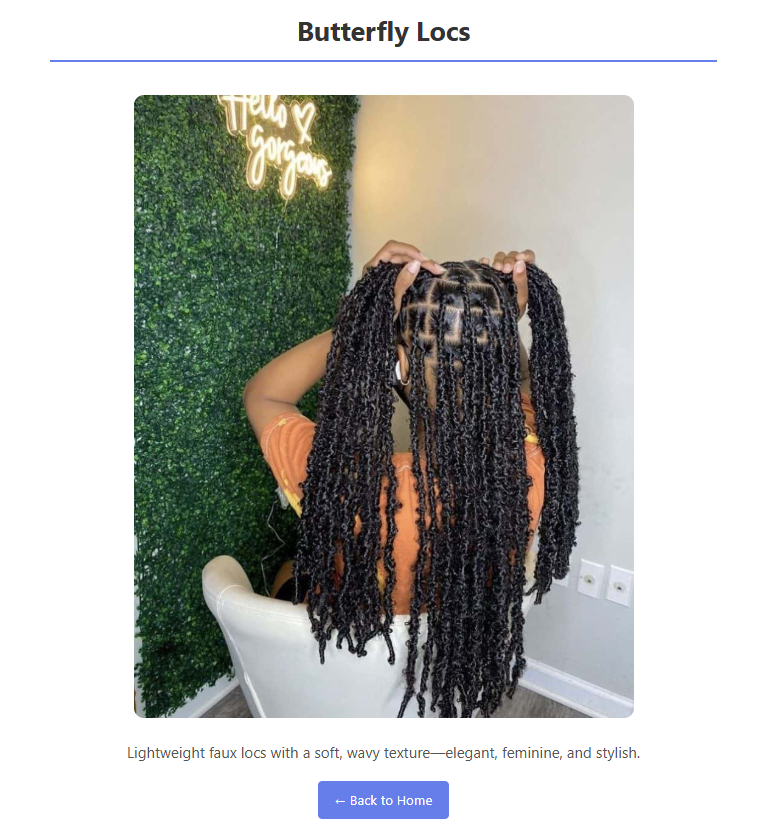 Butterfly Locs
Hello
gorgeous
Lightweight faux locs with a soft, wavy texture—elegant, feminine, and stylish.
← Back to Home